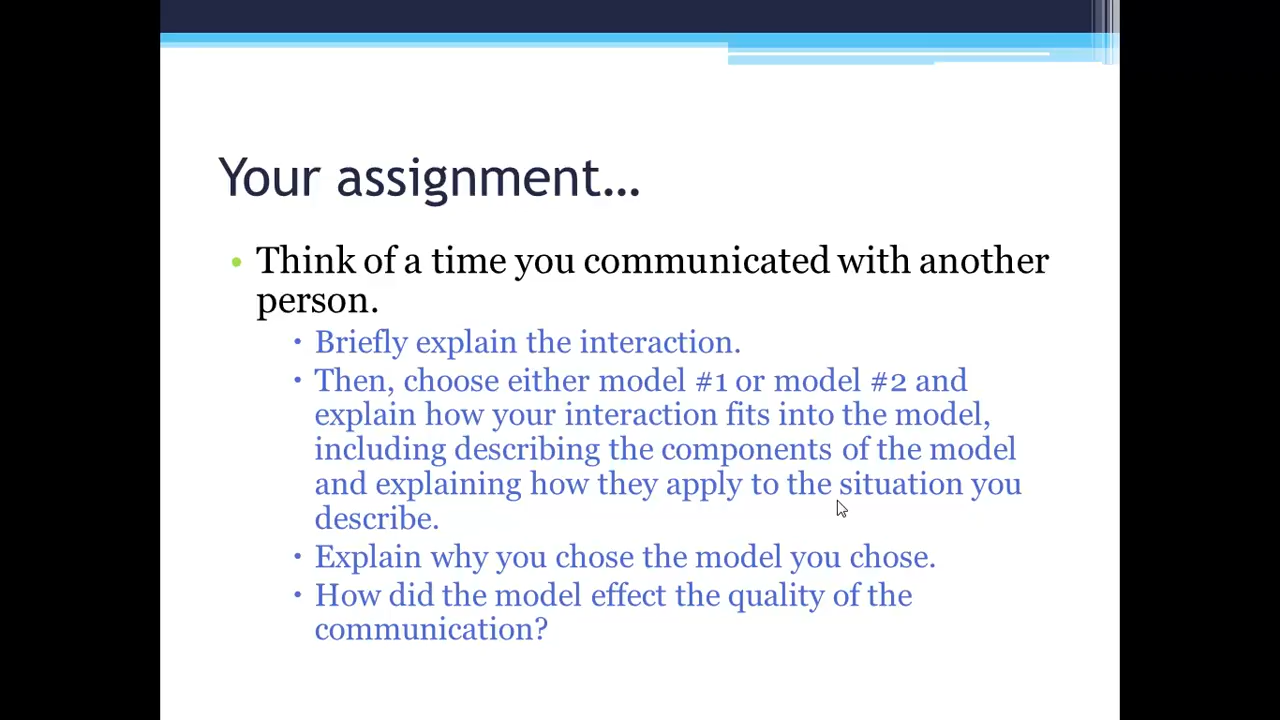 Your assignment...
• Think of a time you communicated with another
person.
• Briefly explain the interaction.
• Then, choose either model #1 or model #2 and
explain how your interaction fits into the model,
including describing the components of the model
and explaining how they apply to the situation you
describe.
• Explain why you chose the model you chose.
• How did the model effect the quality of the
communication?